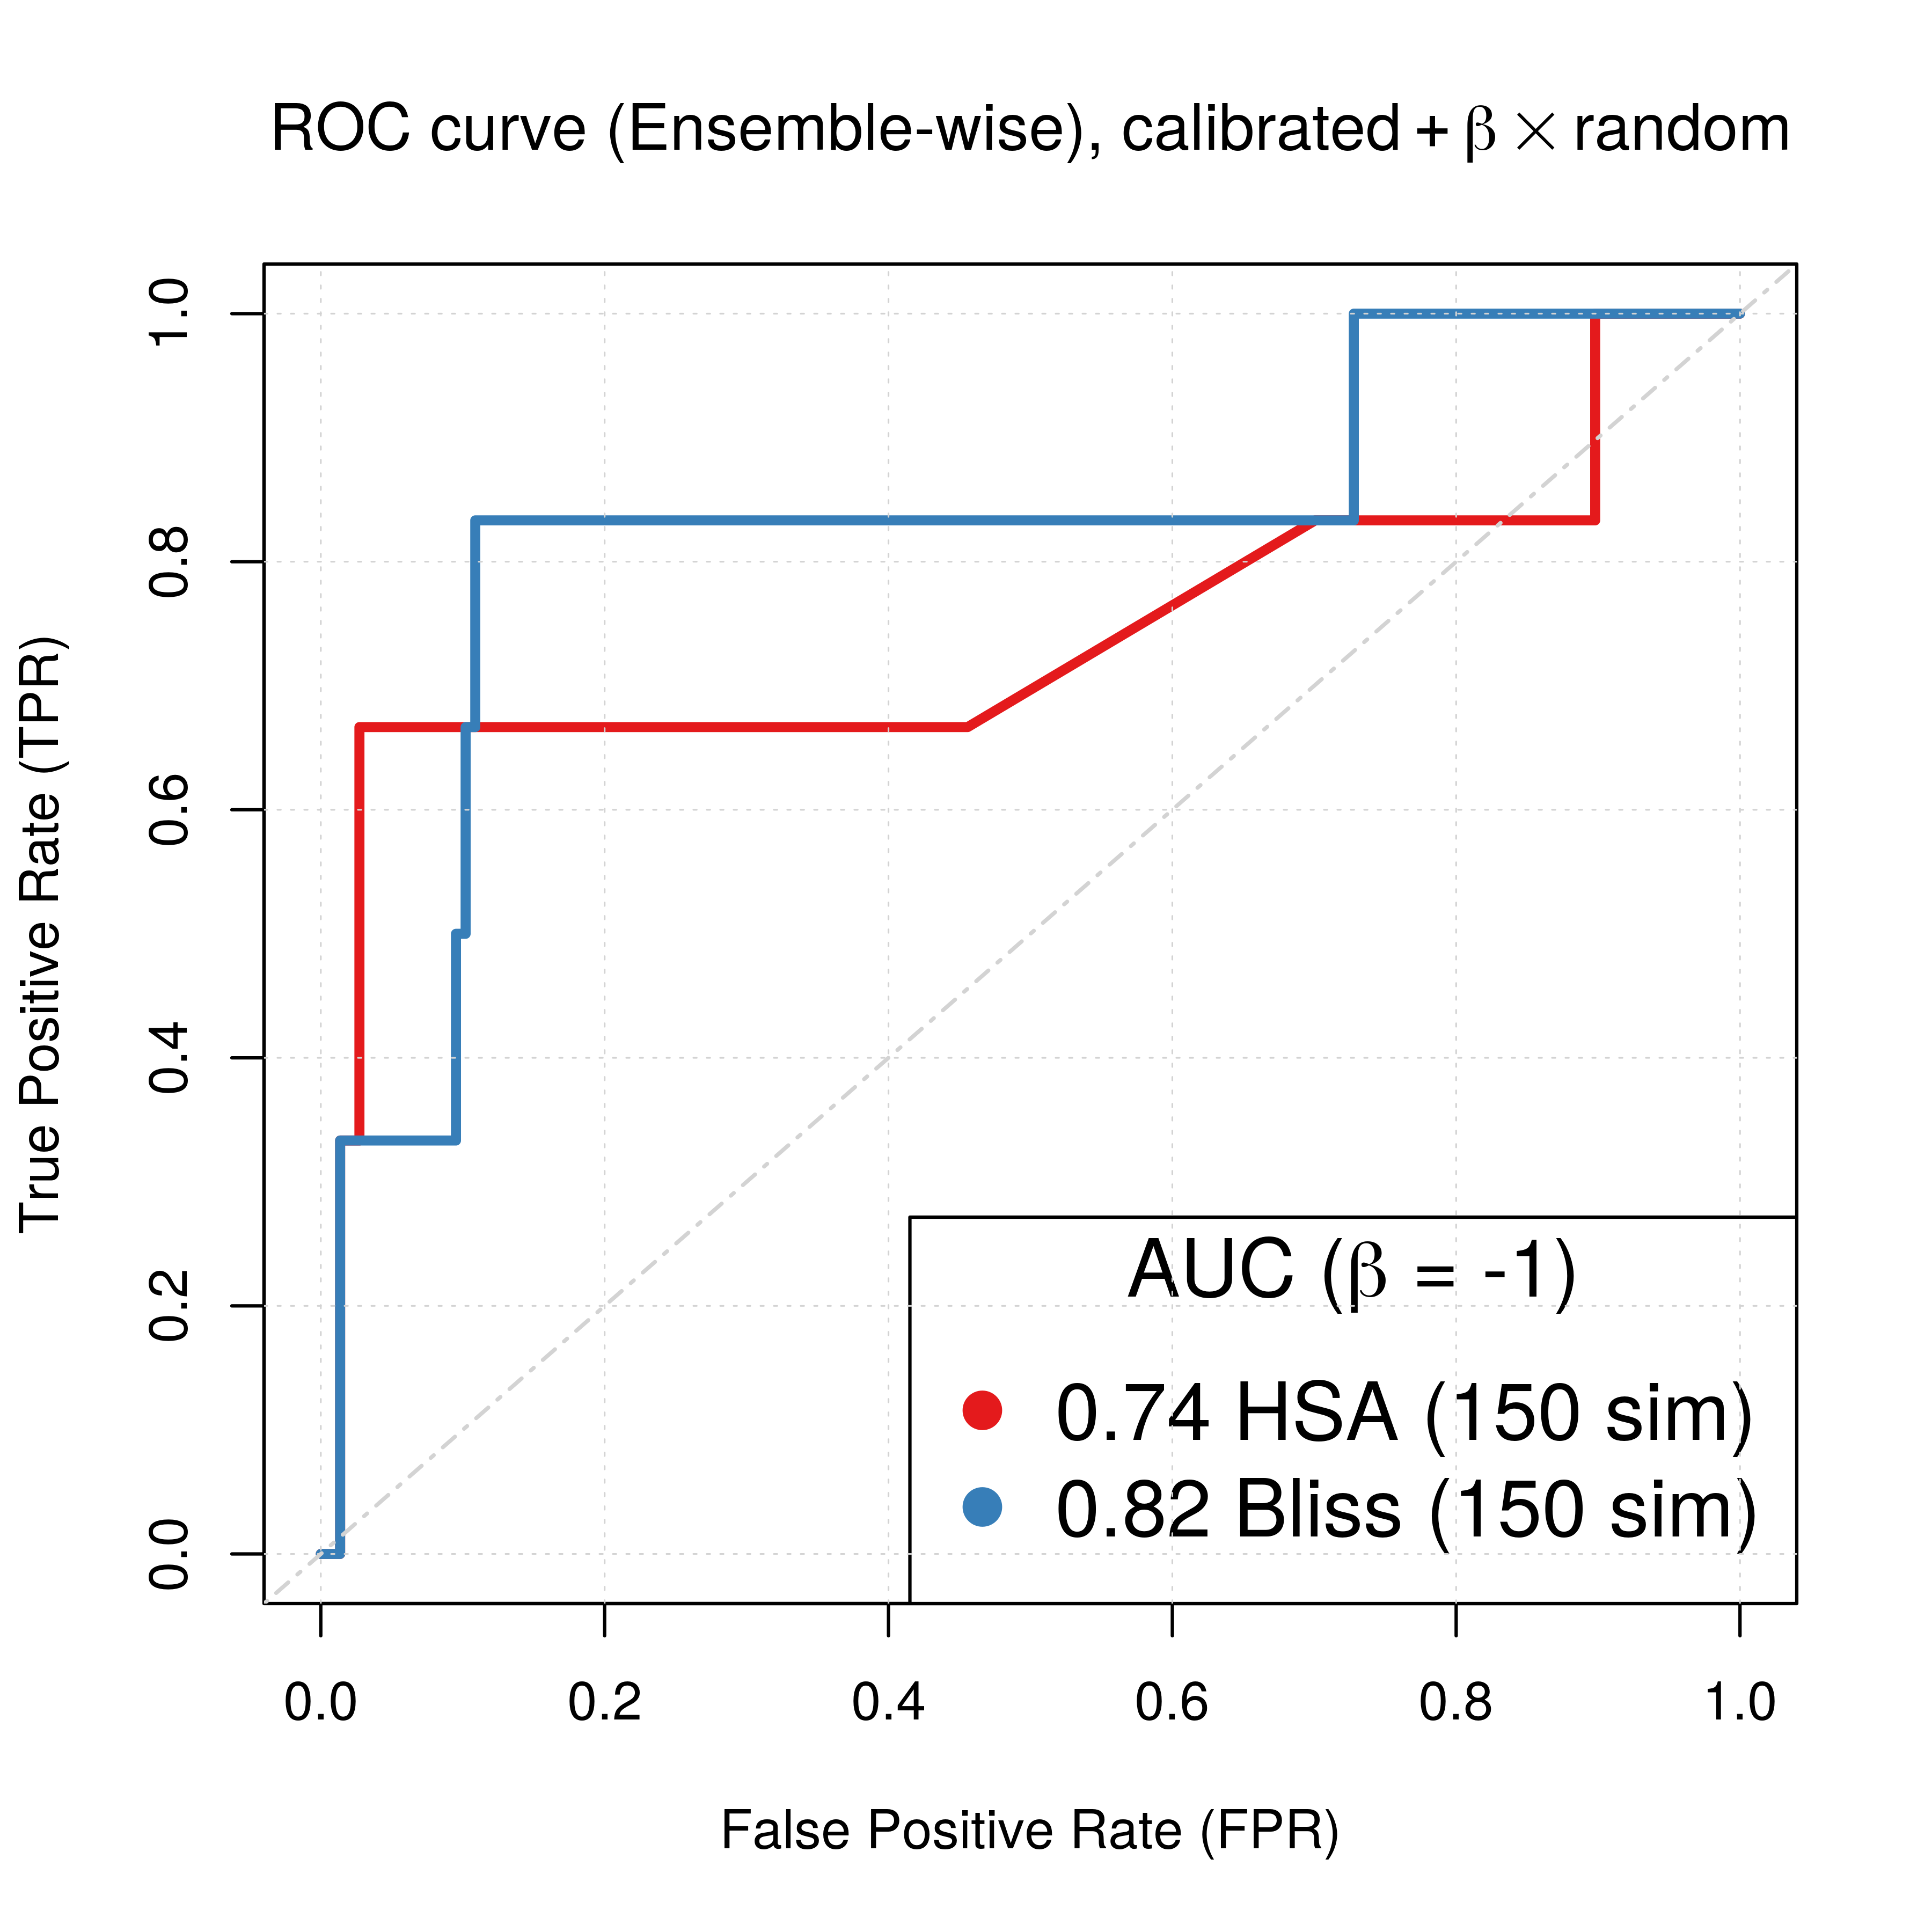 ROC curve (Ensemble-wise), calibrated + β × random
True Positive Rate (TPR)
1.0
0.8
0.6
0.4
0.2
0.0
AUC (β = -1)
0.74 HSA (150 sim)
0.82 Bliss (150 sim)
0.0 0.2 0.4 0.6 0.8 1.0
False Positive Rate (FPR)